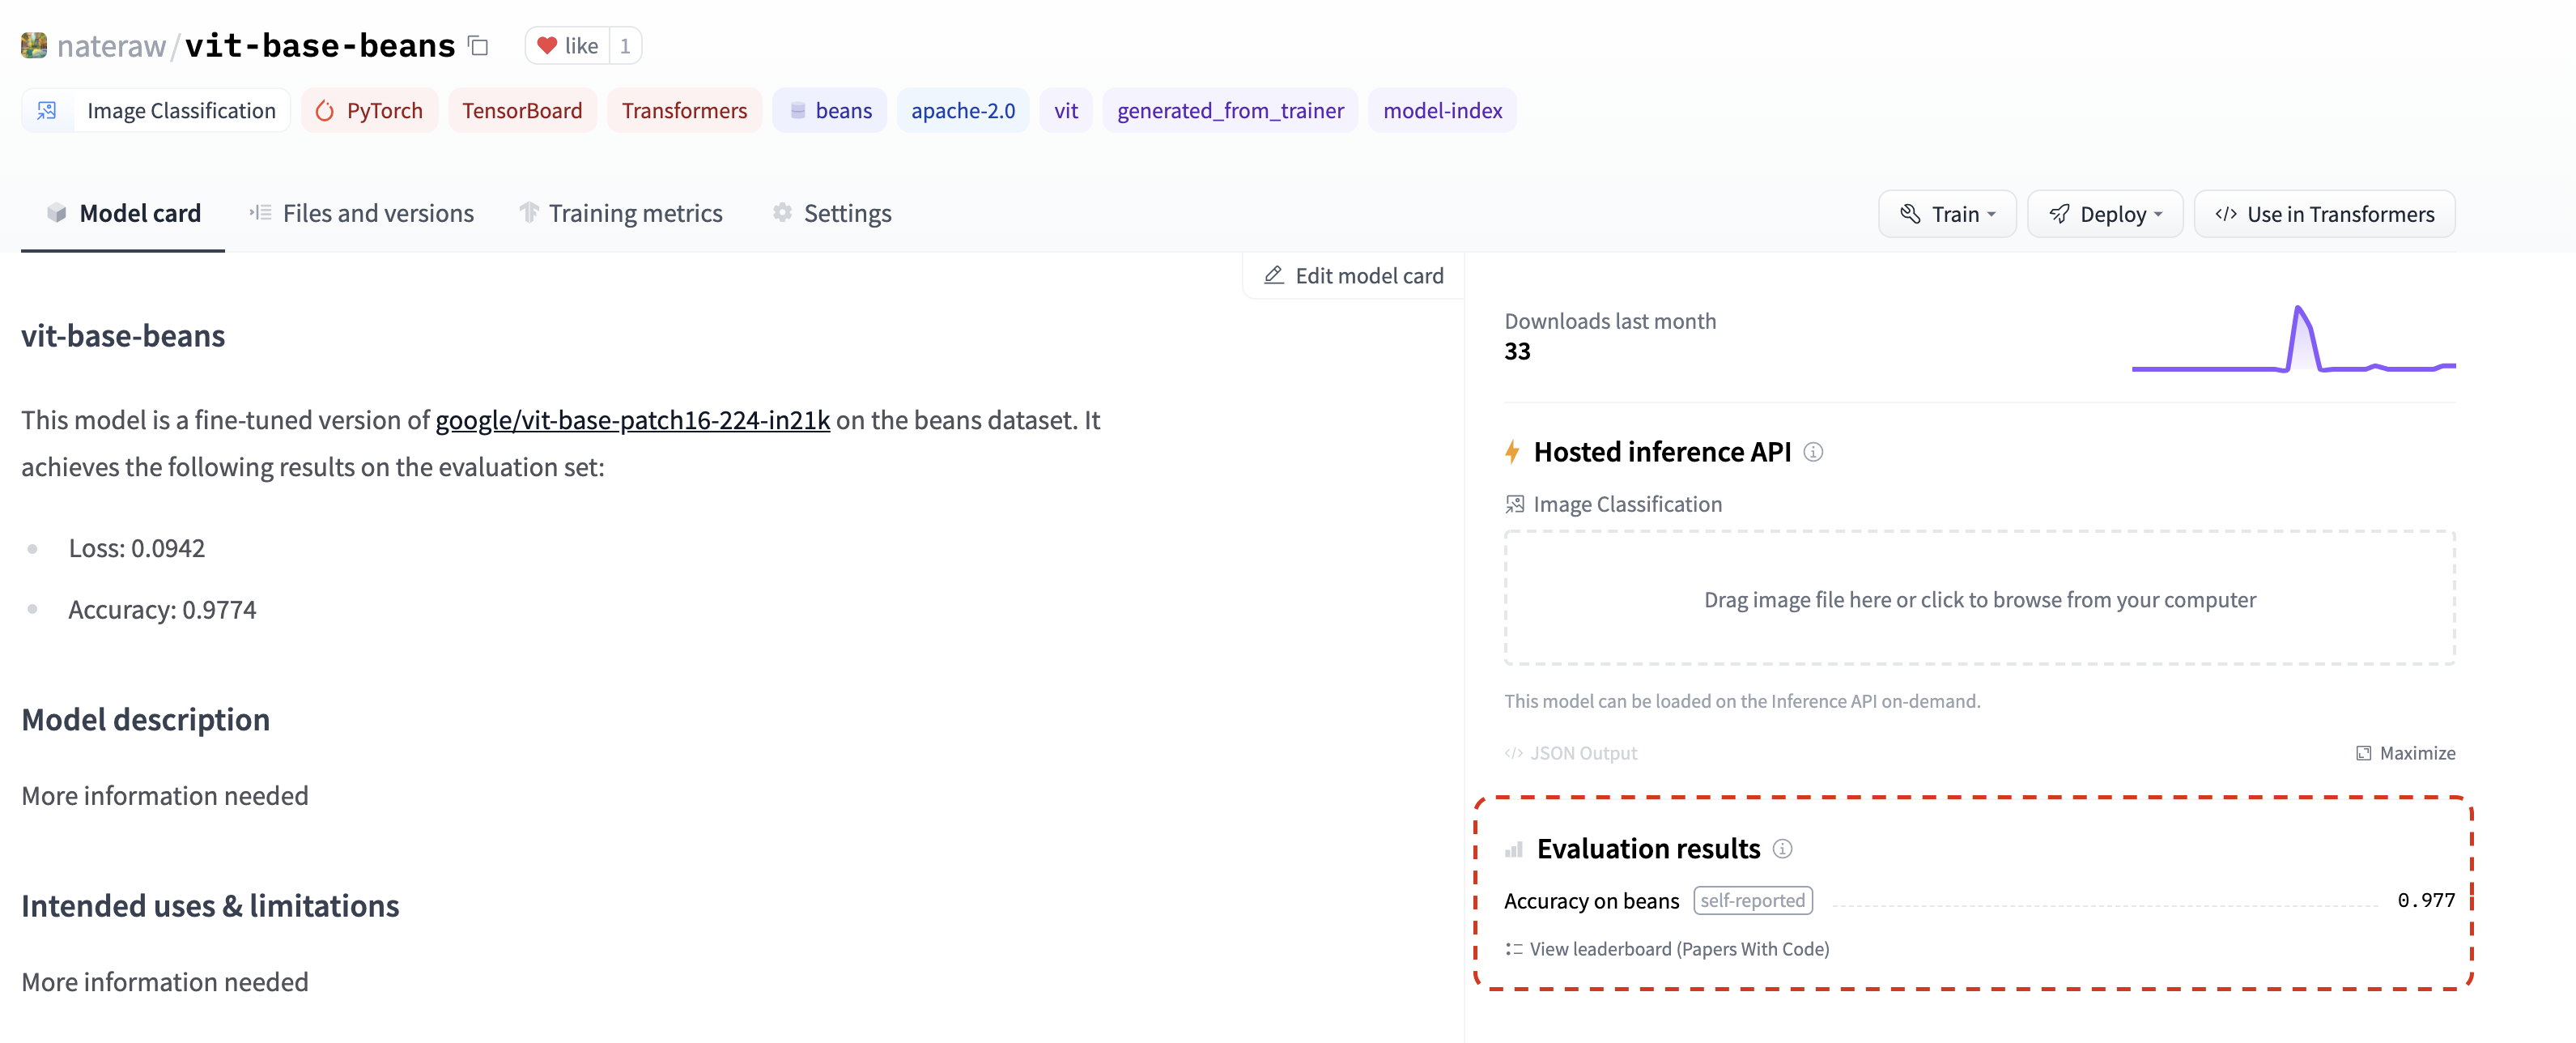 nateraw/vit-base-beans like 1
Image Classification PyTorch TensorBoard Transformers beans apache-2.0 vit generated_from_trainer model-index
Model card Files and versions Training metrics Settings Train Deploy </> Use in Transformers
Edit model card
vit-base-beans
This model is a fine-tuned version of google/vit-base-patch16-224-in21k on the beans dataset. It
achieves the following results on the evaluation set:
Loss: 0.0942
Accuracy: 0.9774
Model description
More information needed
Intended uses & limitations
More information needed
Downloads last month
33
Hosted inference API
Image Classification
Drag image file here or click to browse from your computer
This model can be loaded on the Inference API on-demand.
</> JSON Output Maximize
Evaluation results
Accuracy on beans self-reported 0.977
View leaderboard (Papers With Code)